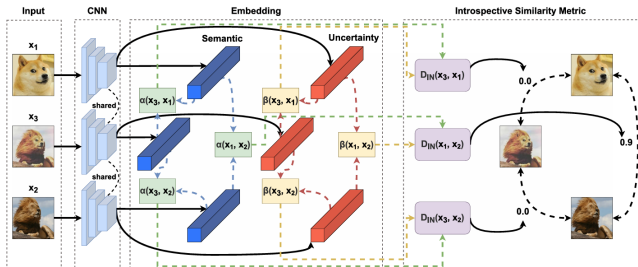 Input
CNN
Embedding
Introspective Similarity Metric
x1
Semantic
Uncertainty
α(x3, x1)
β(x3, x1)
DIN(x3, x1)
0.0
shared
x3
α(x1, x2)
β(x1, x2)
DIN(x1, x2)
0.9
shared
x2
α(x3, x2)
β(x3, x2)
DIN(x3, x2)
0.0